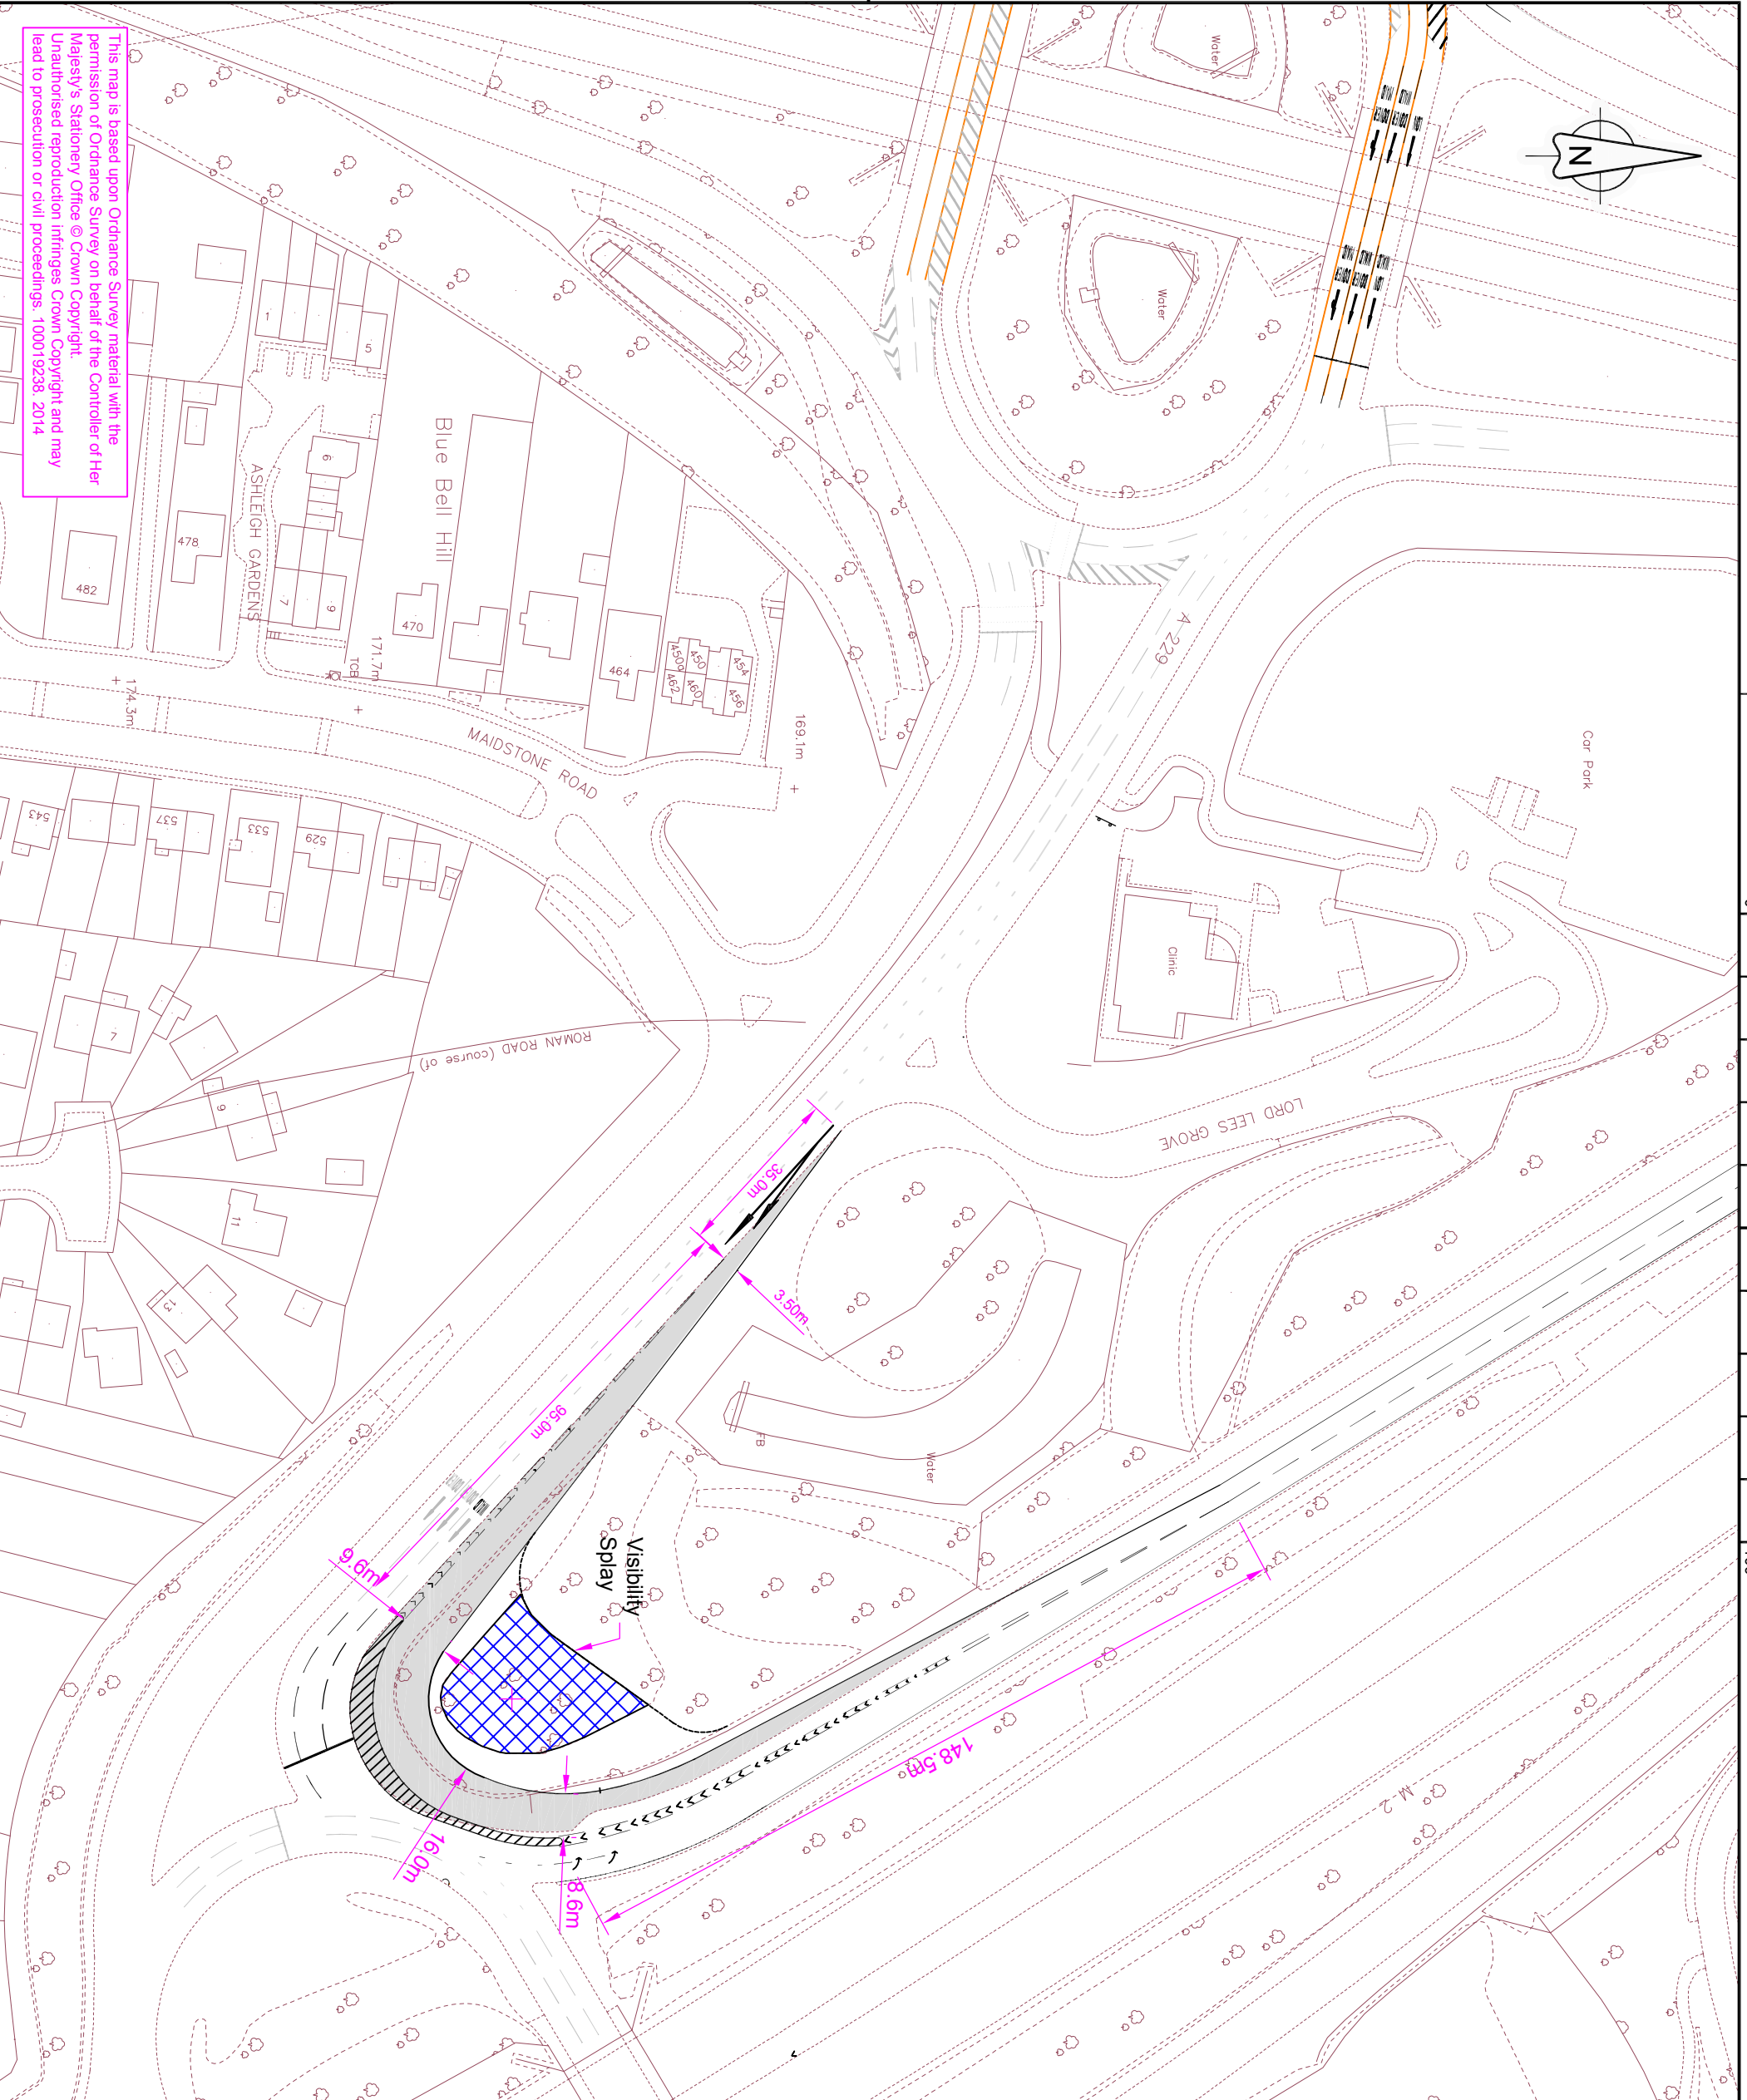 This map is based upon Ordnance Survey material with the
permission of Ordnance Survey on behalf of the Controller of Her
Majesty's Stationery Office © Crown Copyright.
Unauthorised reproduction infringes Crown Copyright and may
lead to prosecution or civil proceedings. 100019238. 2014
N
Water
Water
A 229
Car Park
Clinic
LORD LEES GROVE
Blue Bell Hill
ASHLEIGH GARDENS
MAIDSTONE ROAD
ROMAN ROAD (course of)
TCB
171.7m
174.3m
169.1m
1
5
6
7
9
478
482
470
464
450a
450
454
462
460
456
543
537
533
529
7
9
11
13
35.0m
3.50m
95.0m
9.6m
16.0m
8.6m
148.5m
Visibility
Splay
FB
Water
M 2